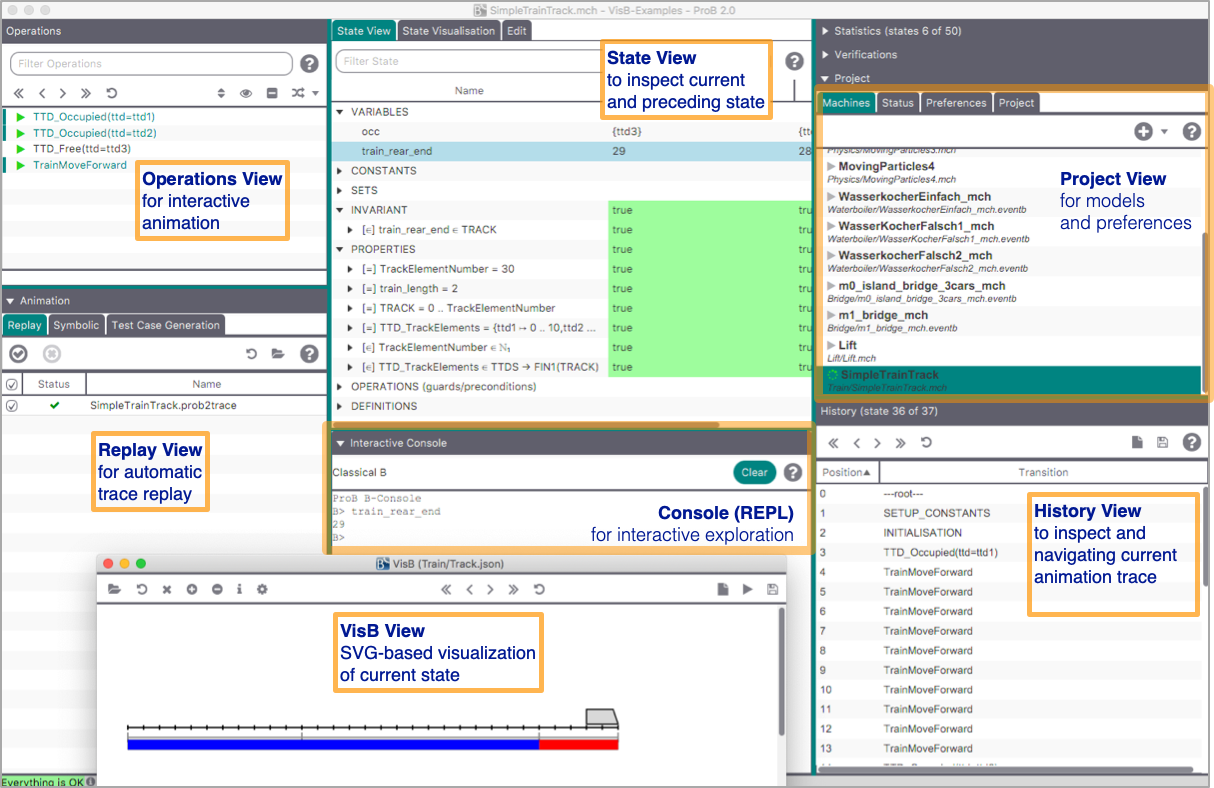 SimpleTrainTrack.mch - VisB-Examples - ProB 2.0
Operations
Filter Operations
TTD_Occupied(ttd=ttd1)
TTD_Occupied(ttd=ttd2)
TTD_Free(ttd=ttd3)
TrainMoveForward
Operations View
for interactive
animation
Animation
Replay
Symbolic
Test Case Generation
Status
Name
SimpleTrainTrack.prob2trace
Replay View
for automatic
trace replay
Everything is OK
State View
State Visualisation
Edit
Filter State
State View
to inspect current
and preceding state
Name
VARIABLES
occ {ttd3}
train_rear_end 29 28
CONSTANTS
SETS
INVARIANT true tru
[∈] train_rear_end ∈ TRACK true tru
PROPERTIES true tru
[=] TrackElementNumber = 30 true tru
[=] train_length = 2 true tru
[=] TRACK = 0 .. TrackElementNumber true tru
[=] TTD_TrackElements = {ttd1 ↦ 0 .. 10,ttd2 ... true tru
[∈] TrackElementNumber ∈ ℕ₁ true tru
[∈] TTD_TrackElements ∈ TTDS → FIN1(TRACK) true tru
OPERATIONS (guards/preconditions)
DEFINITIONS
Interactive Console
Classical B
Clear
ProB B-Console
B> train_rear_end
29
B>
Console (REPL)
for interactive exploration
VisB (Train/Track.json)
VisB View
SVG-based visualization
of current state
Statistics (states 6 of 50)
Verifications
Project
Machines
Status
Preferences
Project
Physics/MovingParticles3.mch
MovingParticles4
Physics/MovingParticles4.mch
WasserkocherEinfach_mch
Waterboiler/WasserkocherEinfach_mch.eventb
WasserKocherFalsch1_mch
Waterboiler/WasserKocherFalsch1_mch.eventb
WasserkocherFalsch2_mch
Waterboiler/WasserkocherFalsch2_mch.eventb
m0_island_bridge_3cars_mch
Bridge/m0_island_bridge_3cars_mch.eventb
m1_bridge_mch
Bridge/m1_bridge_mch.eventb
Lift
Lift/Lift.mch
SimpleTrainTrack
Train/SimpleTrainTrack.mch
Project View
for models
and preferences
History (state 36 of 37)
Position Transition
0 ---root---
1 SETUP_CONSTANTS
2 INITIALISATION
3 TTD_Occupied(ttd=ttd1)
4 TrainMoveForward
5 TrainMoveForward
6 TrainMoveForward
7 TrainMoveForward
8 TrainMoveForward
9 TrainMoveForward
10 TrainMoveForward
11 TrainMoveForward
12 TrainMoveForward
13 TrainMoveForward
History View
to inspect and
navigating current
animation trace